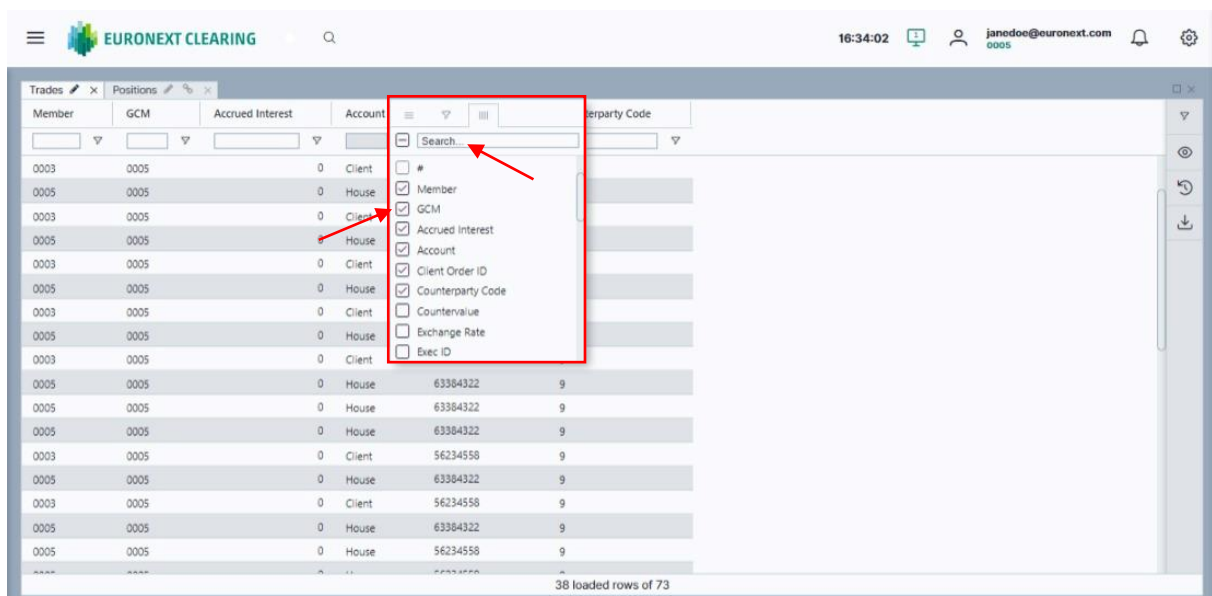 EURONEXT CLEARING 16:34:02 1 janedoe@euronext.com
0005
Trades Positions
Member GCM Accrued Interest Account erparty Code
Search...
0003 0005 0 Client #
0005 0005 0 House Member
0003 0005 0 Client GCM
0005 0005 House Accrued Interest
0003 0005 0 Client Account
Client Order ID
0005 0005 0 House Counterparty Code
0003 0005 0 Client Countervalue
0005 0005 0 House Exchange Rate
0003 0005 0 Client Exec ID
0005 0005 0 House 63384322 9
0005 0005 0 House 63384322 9
0005 0005 0 House 63384322 9
0003 0005 0 Client 56234558 9
0005 0005 0 House 63384322 9
0003 0005 0 Client 56234558 9
0005 0005 0 House 63384322 9
0005 0005 0 House 56234558 9
38 loaded rows of 73